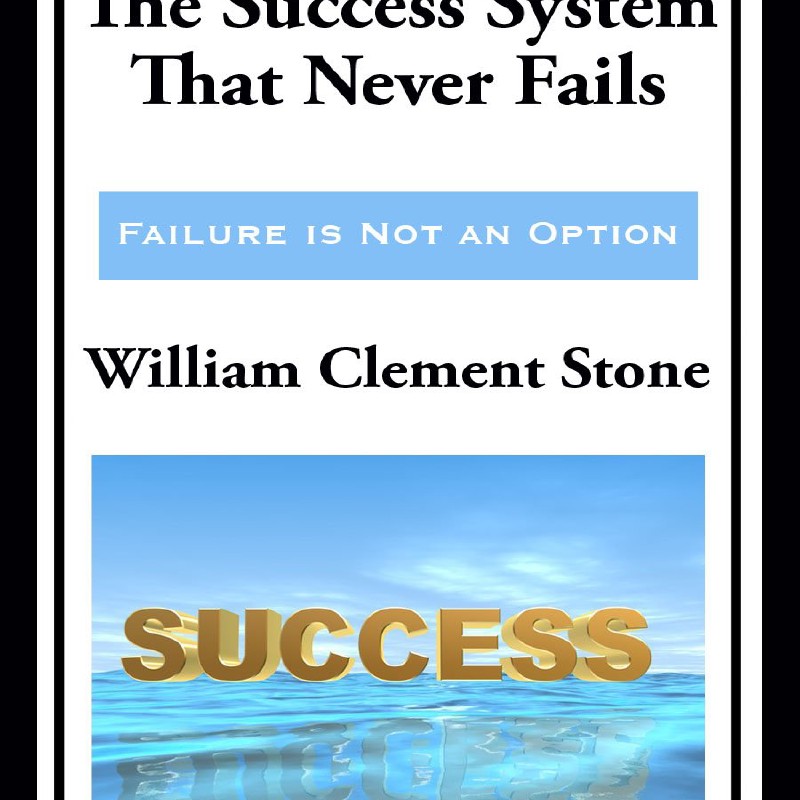 The Success System
That Never Fails
Failure is Not an Option
William Clement Stone
SUCCESS